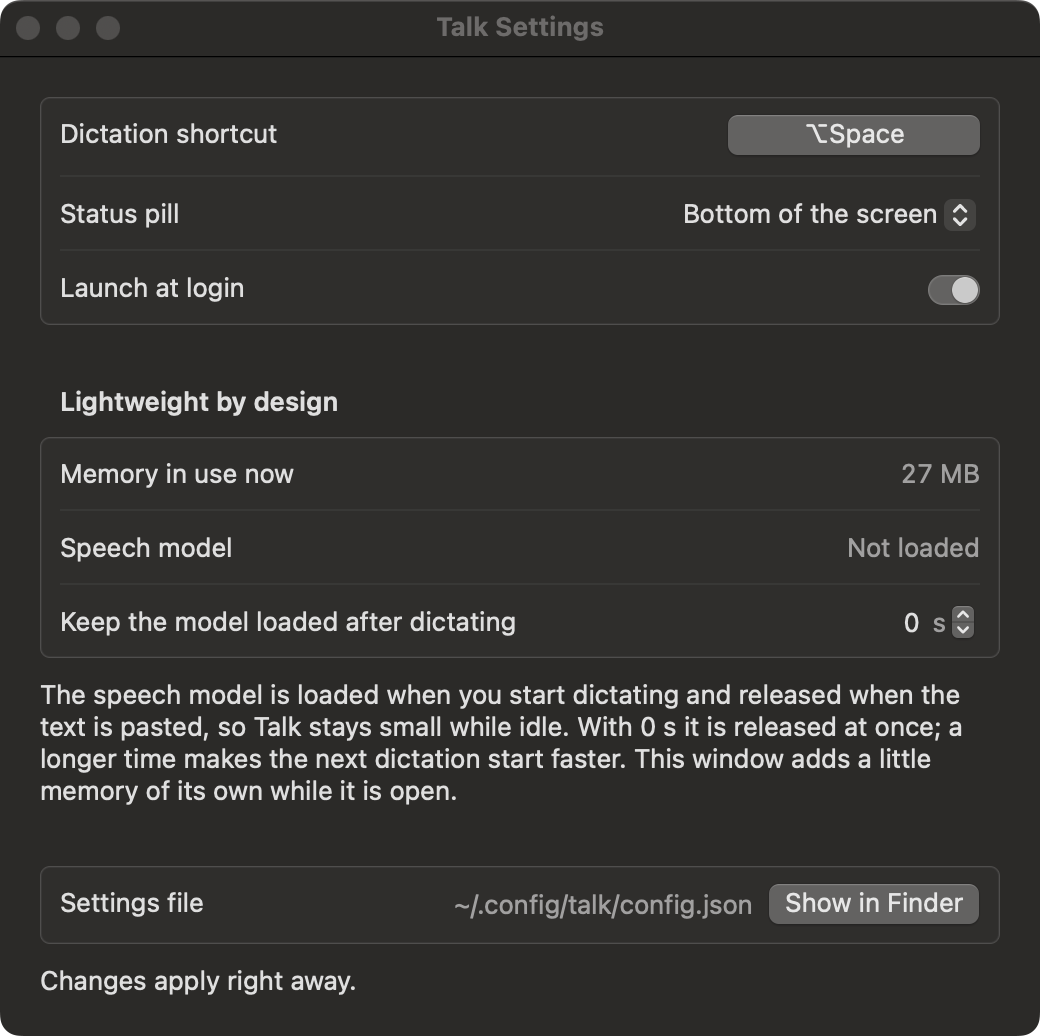 Talk Settings
Dictation shortcut ⌥Space
Status pill Bottom of the screen
Launch at login
Lightweight by design
Memory in use now 27 MB
Speech model Not loaded
Keep the model loaded after dictating 0 s
The speech model is loaded when you start dictating and released when the
text is pasted, so Talk stays small while idle. With 0 s it is released at once; a
longer time makes the next dictation start faster. This window adds a little
memory of its own while it is open.
Settings file ~/.config/talk/config.json Show in Finder
Changes apply right away.